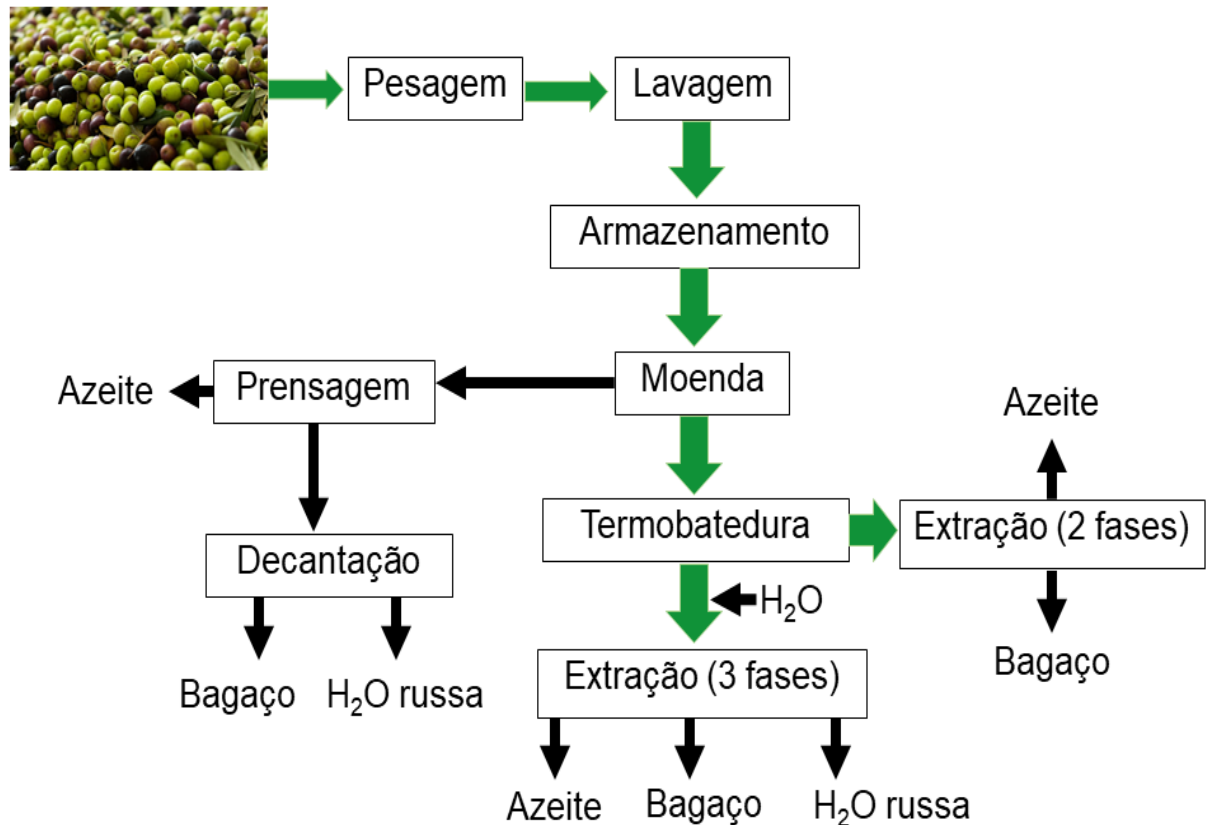 Pesagem
Lavagem
Armazenamento
Azeite
Prensagem
Moenda
Azeite
Termobatedura
Extração (2 fases)
Decantação
H₂O
Bagaço
Extração (3 fases)
Bagaço
H₂O russa
Azeite
Bagaço
H₂O russa